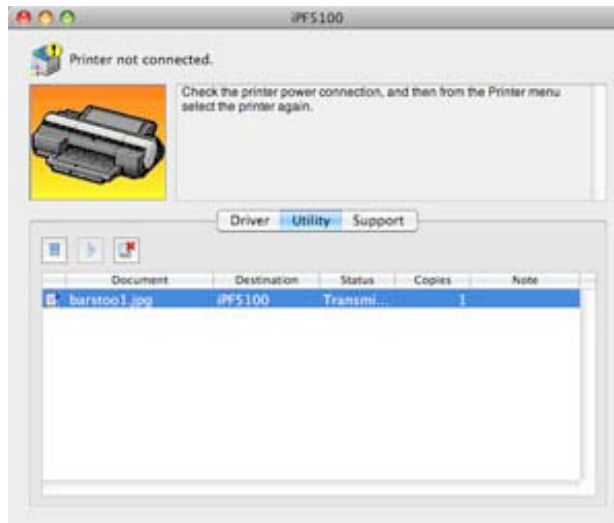 iPF5100
Printer not connected.
Check the printer power connection, and then from the Printer menu
select the printer again.
Driver Utility Support
Document Destination Status Copies Note
barstoo1.jpg iPF5100 Transmi... 1